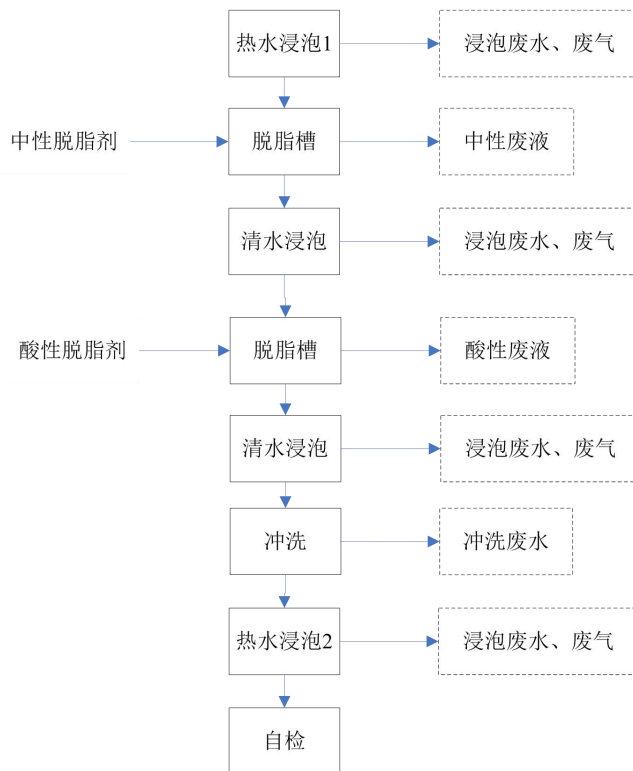 热水浸泡1
浸泡废水、废气
中性脱脂剂
脱脂槽
中性废液
清水浸泡
浸泡废水、废气
酸性脱脂剂
脱脂槽
酸性废液
清水浸泡
浸泡废水、废气
冲洗
冲洗废水
热水浸泡2
浸泡废水、废气
自检